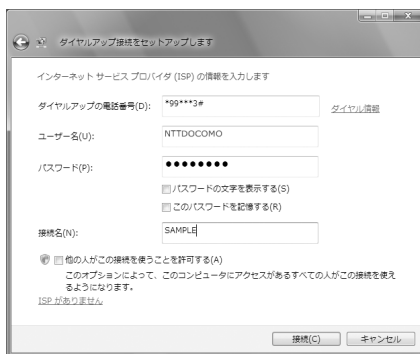 ダイヤルアップ接続をセットアップします
インターネット サービス プロバイダ (ISP) の情報を入力します
ダイヤルアップの電話番号(D):
*99***3#
ダイヤル情報
ユーザー名(U):
NTTDOCOMO
パスワード(P):
●●●●●●●●
パスワードの文字を表示する(S)
このパスワードを記憶する(R)
接続名(N):
SAMPLE
他の人がこの接続を使うことを許可する(A)
このオプションによって、このコンピュータにアクセスがあるすべての人がこの接続を使え
るようになります。
ISP がありません
接続(C)
キャンセル